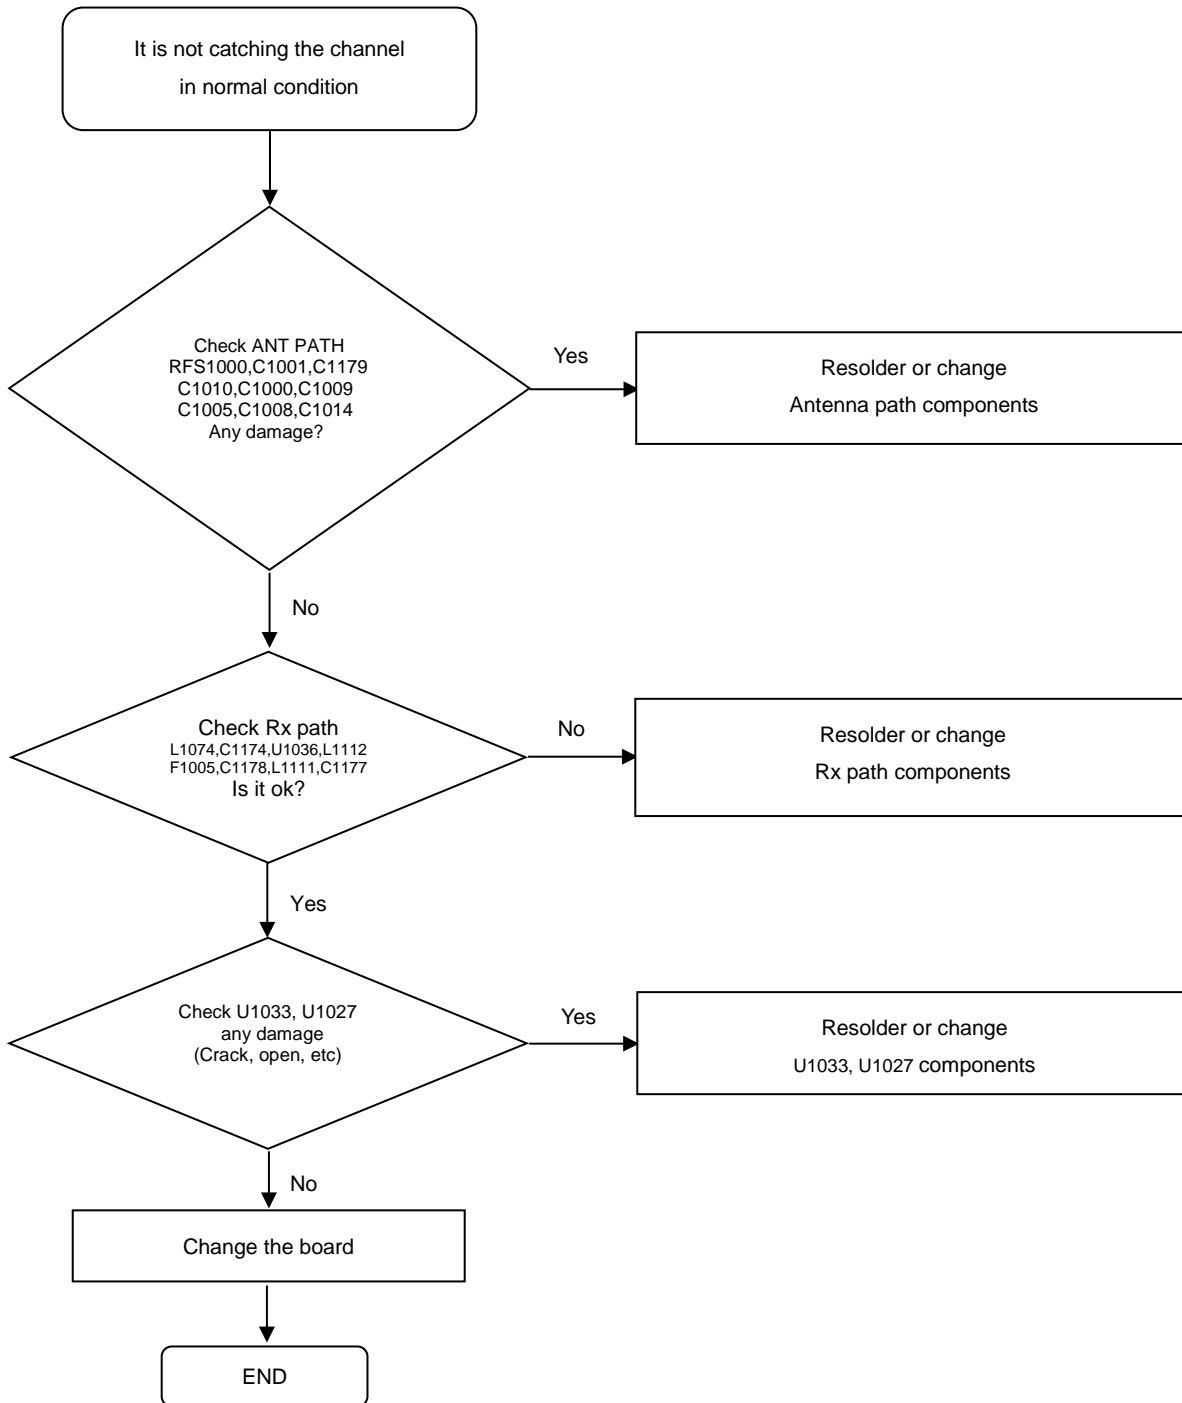 It is not catching the channel
in normal condition
Check ANT PATH
RFS1000,C1001,C1179
C1010,C1000,C1009
C1005,C1008,C1014
Any damage?
Yes
Resolder or change
Antenna path components
No
Check Rx path
L1074,C1174,U1036,L1112
F1005,C1178,L1111,C1177
Is it ok?
No
Resolder or change
Rx path components
Yes
Check U1033, U1027
any damage
(Crack, open, etc)
Yes
Resolder or change
U1033, U1027 components
No
Change the board
END